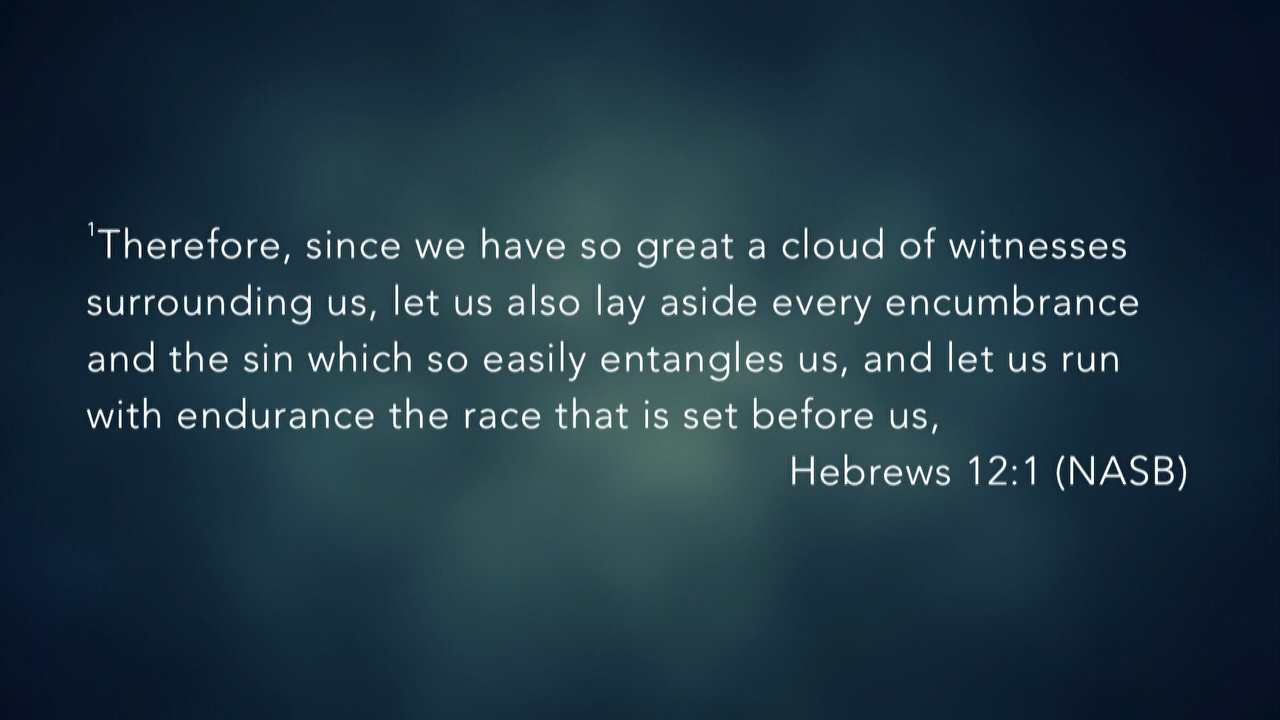 ¹Therefore, since we have so great a cloud of witnesses
surrounding us, let us also lay aside every encumbrance
and the sin which so easily entangles us, and let us run
with endurance the race that is set before us,
Hebrews 12:1 (NASB)